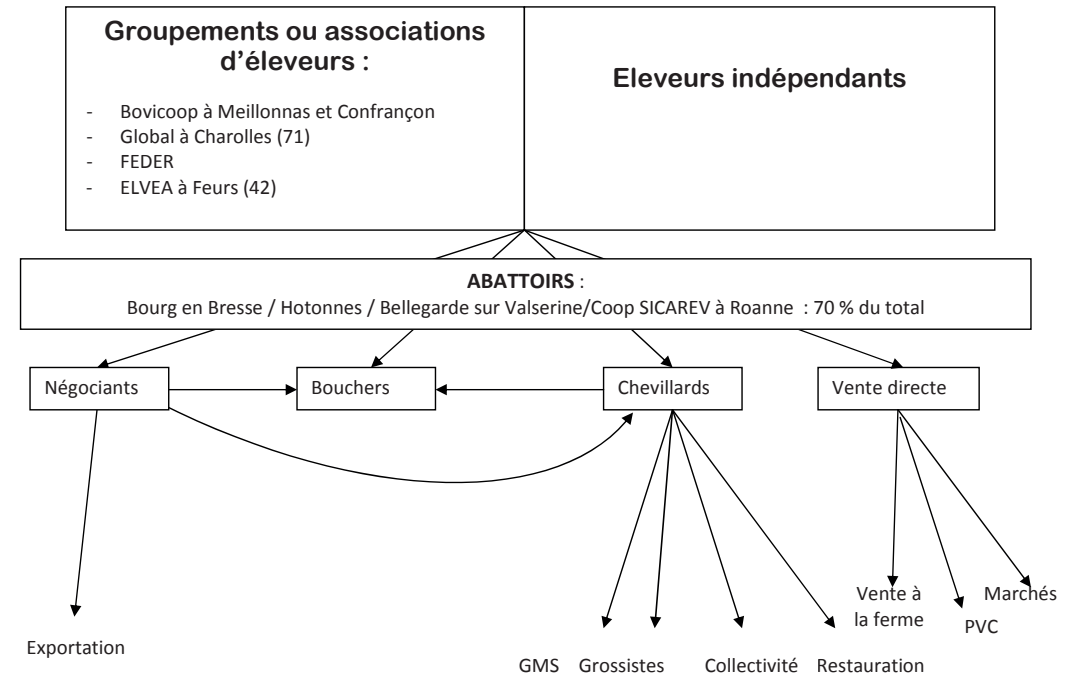 Groupements ou associations
d’éleveurs :
- Bovicoop à Meillonnas et Confrançon
- Global à Charolles (71)
- FEDER
- ELVEA à Feurs (42)
Eleveurs indépendants
ABATTOIRS :
Bourg en Bresse / Hotonnes / Bellegarde sur Valserine/Coop SICAREV à Roanne : 70 % du total
Négociants
Bouchers
Chevillards
Vente directe
Exportation
GMS
Grossistes
Collectivité
Restauration
Vente à
la ferme
PVC
Marchés